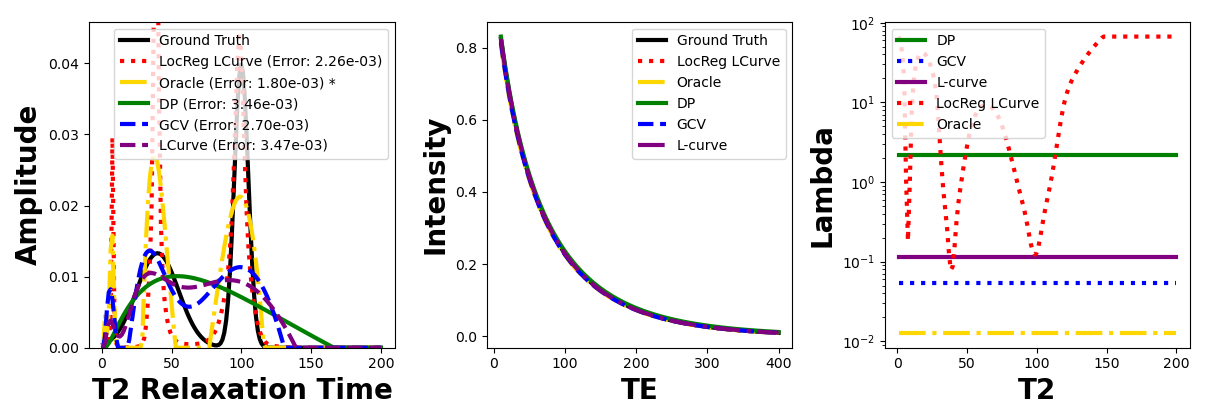 Amplitude
0.00
0.01
0.02
0.03
0.04
0 50 100 150 200
T2 Relaxation Time
Ground Truth
LocReg LCurve (Error: 2.26e-03)
Oracle (Error: 1.80e-03) *
DP (Error: 3.46e-03)
GCV (Error: 2.70e-03)
LCurve (Error: 3.47e-03)
Intensity
0.0
0.2
0.4
0.6
0.8
0 100 200 300 400
TE
Ground Truth
LocReg LCurve
Oracle
DP
GCV
L-curve
Lambda
10⁻²
10⁻¹
10⁰
10¹
10²
0 50 100 150 200
T2
DP
GCV
L-curve
LocReg LCurve
Oracle